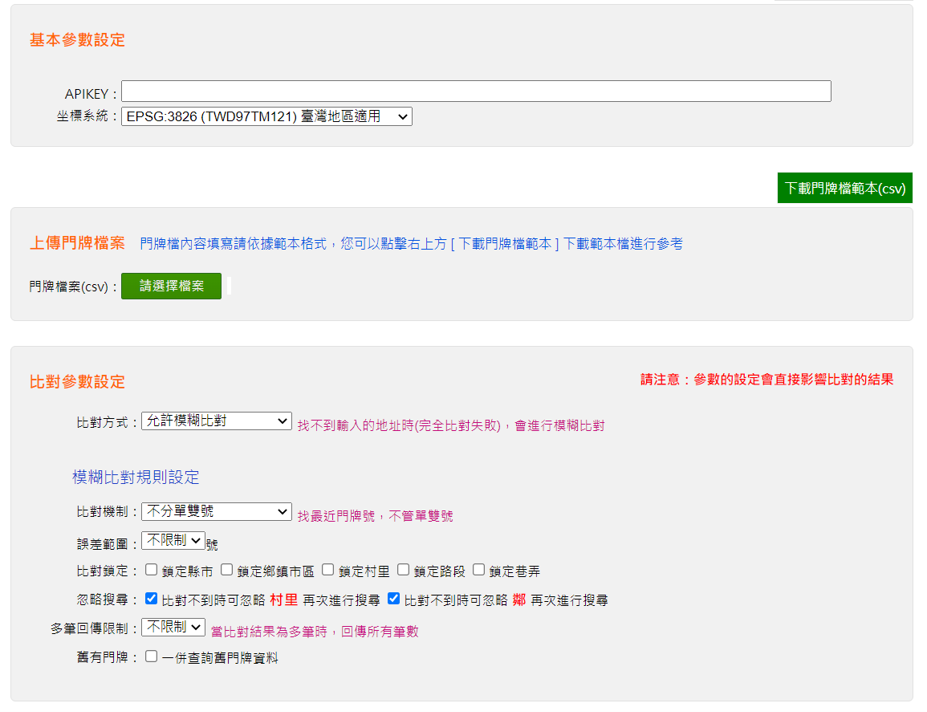 基本參數設定
APIKEY：
坐標系統：EPSG:3826 (TWD97TM121) 臺灣地區適用
下載門牌檔範本(csv)
上傳門牌檔案 門牌檔內容填寫請依據範本格式，您可以點擊右上方 [ 下載門牌檔範本 ] 下載範本檔進行參考
門牌檔案(csv)：請選擇檔案
比對參數設定 請注意：參數的設定會直接影響比對的結果
比對方式：允許模糊比對 找不到輸入的地址時(完全比對失敗)，會進行模糊比對
模糊比對規則設定
比對機制：不分單雙號 找最近門牌號，不管單雙號
誤差範圍：不限制 號
比對鎖定： 鎖定縣市 鎖定鄉鎮市區 鎖定村里 鎖定路段 鎖定巷弄
忽略搜尋： 比對不到時可忽略 村里 再次進行搜尋 比對不到時可忽略 鄰 再次進行搜尋
多筆回傳限制：不限制 當比對結果為多筆時，回傳所有筆數
舊有門牌： 一併查詢舊門牌資料